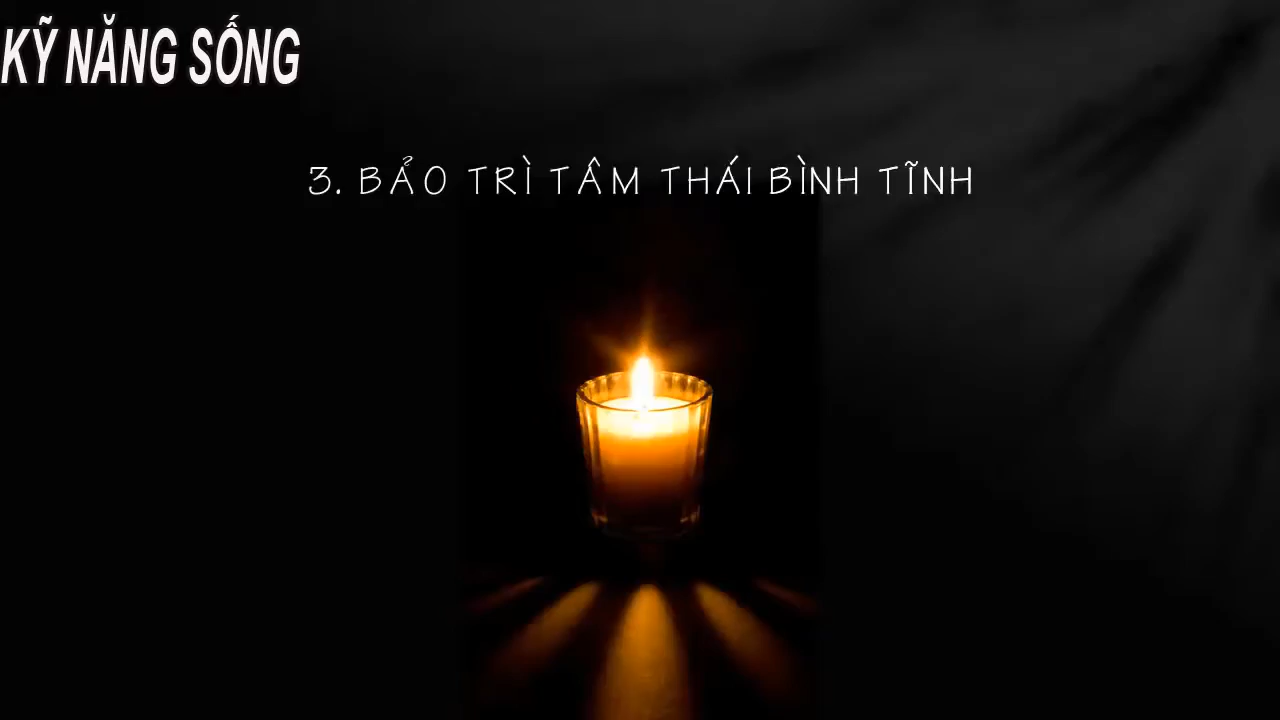 KỸ NĂNG SỐNG
3. BẢO TRÌ TÂM THÁI BÌNH TĨNH